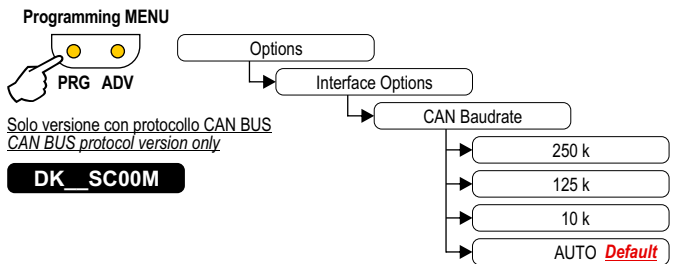 Programming MENU
PRG ADV
Options
Interface Options
CAN Baudrate
250 k
125 k
10 k
AUTO Default
Solo versione con protocollo CAN BUS
CAN BUS protocol version only
DK__SC00M